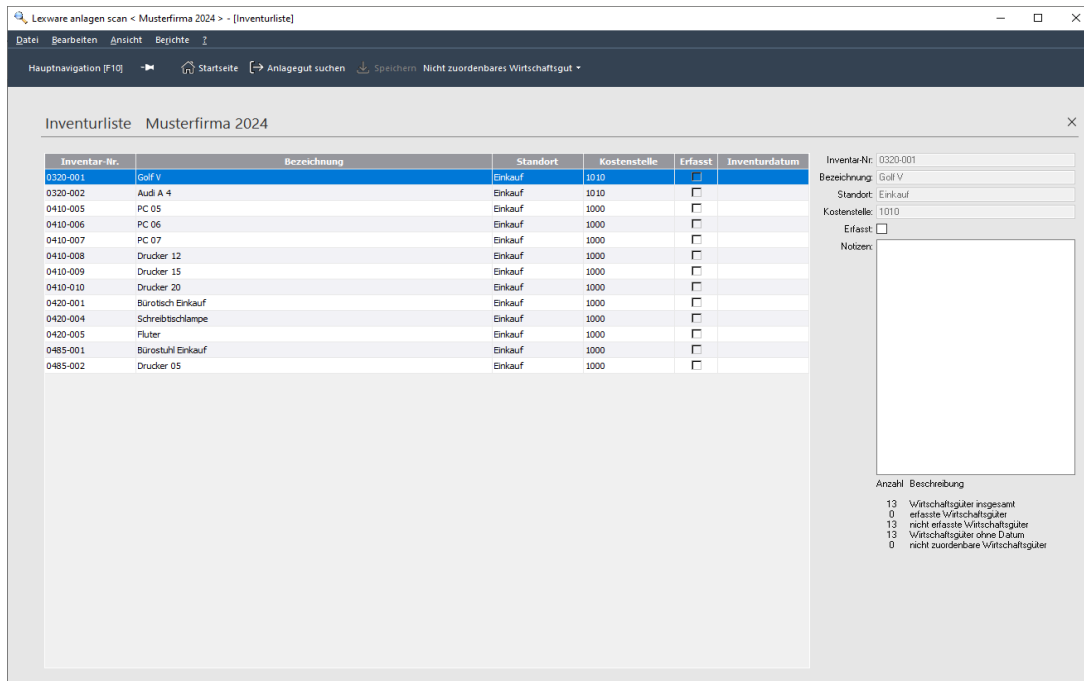 Lexware anlagen scan < Musterfirma 2024 > - [Inventurliste]
Datei Bearbeiten Ansicht Berichte ?
Hauptnavigation [F10] Startseite Anlagegut suchen Speichern Nicht zuordenbares Wirtschaftsgut
Inventurliste Musterfirma 2024
Inventar-Nr. Bezeichnung Standort Kostenstelle Erfasst Inventurdatum
0320-001 Golf V Einkauf 1010
0320-002 Audi A 4 Einkauf 1010
0410-005 PC 05 Einkauf 1000
0410-006 PC 06 Einkauf 1000
0410-007 PC 07 Einkauf 1000
0410-008 Drucker 12 Einkauf 1000
0410-009 Drucker 15 Einkauf 1000
0410-010 Drucker 20 Einkauf 1000
0420-001 Bürotisch Einkauf Einkauf 1000
0420-004 Schreibtischlampe Einkauf 1000
0420-005 Fluter Einkauf 1000
0485-001 Bürostuhl Einkauf Einkauf 1000
0485-002 Drucker 05 Einkauf 1000
Inventar-Nr: 0320-001
Bezeichnung: Golf V
Standort: Einkauf
Kostenstelle: 1010
Erfasst:
Notizen:
Anzahl Beschreibung
13 Wirtschaftsgüter insgesamt
0 erfasste Wirtschaftsgüter
13 nicht erfasste Wirtschaftsgüter
13 Wirtschaftsgüter ohne Datum
0 nicht zuordenbare Wirtschaftsgüter